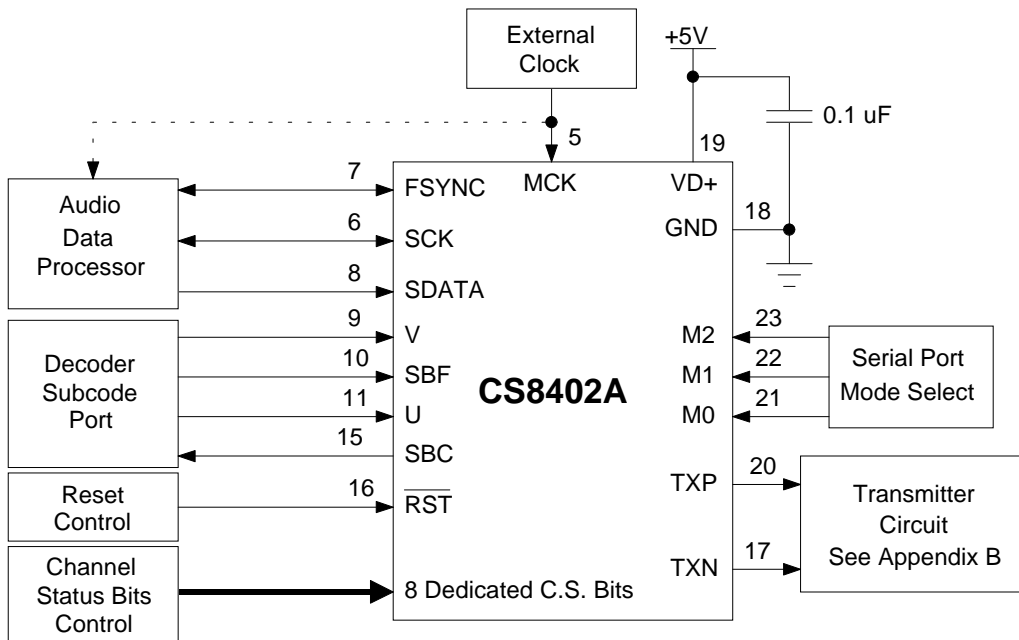 External
Clock
+5V
0.1 uF
5
19
MCK
VD+
Audio
Data
Processor
7
FSYNC
18
GND
6
SCK
8
SDATA
Decoder
Subcode
Port
9
V
10
SBF
11
U
15
SBC
CS8402A
23
M2
22
M1
21
M0
Serial Port
Mode Select
Reset
Control
16
RST
20
TXP
17
TXN
Transmitter
Circuit
See Appendix B
Channel
Status Bits
Control
8 Dedicated C.S. Bits